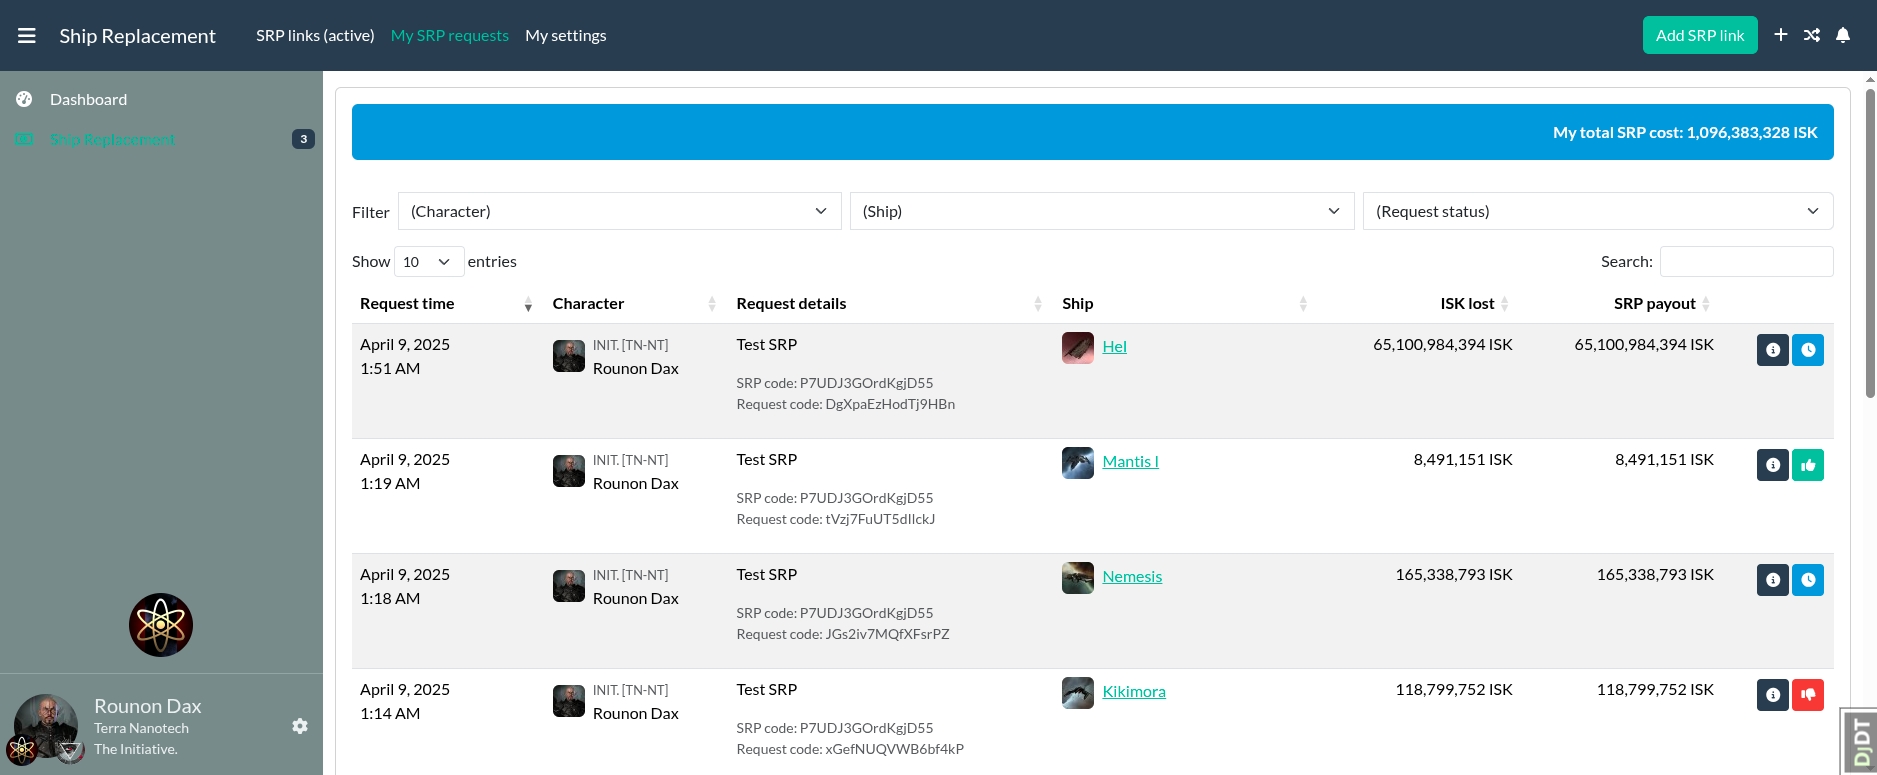 Ship Replacement
SRP links (active)
My SRP requests
My settings
Add SRP link
Dashboard
Ship Replacement
3
My total SRP cost: 1,096,383,328 ISK
Filter
(Character)
(Ship)
(Request status)
Show 10 entries
Search:
Request time
Character
Request details
Ship
ISK lost
SRP payout
April 9, 2025
1:51 AM
INIT. [TN-NT]
Rounon Dax
Test SRP
SRP code: P7UDJ3GOrdKgjD55
Request code: DgXpaEzHodTj9HBn
Hel
65,100,984,394 ISK
65,100,984,394 ISK
April 9, 2025
1:19 AM
INIT. [TN-NT]
Rounon Dax
Test SRP
SRP code: P7UDJ3GOrdKgjD55
Request code: tVzj7FuUT5dIlckJ
Mantis I
8,491,151 ISK
8,491,151 ISK
April 9, 2025
1:18 AM
INIT. [TN-NT]
Rounon Dax
Test SRP
SRP code: P7UDJ3GOrdKgjD55
Request code: JGs2iv7MQfXFsrPZ
Nemesis
165,338,793 ISK
165,338,793 ISK
April 9, 2025
1:14 AM
INIT. [TN-NT]
Rounon Dax
Test SRP
SRP code: P7UDJ3GOrdKgjD55
Request code: xGefNUQVWB6bf4kP
Kikimora
118,799,752 ISK
118,799,752 ISK
Rounon Dax
Terra Nanotech
The Initiative.
DjDT